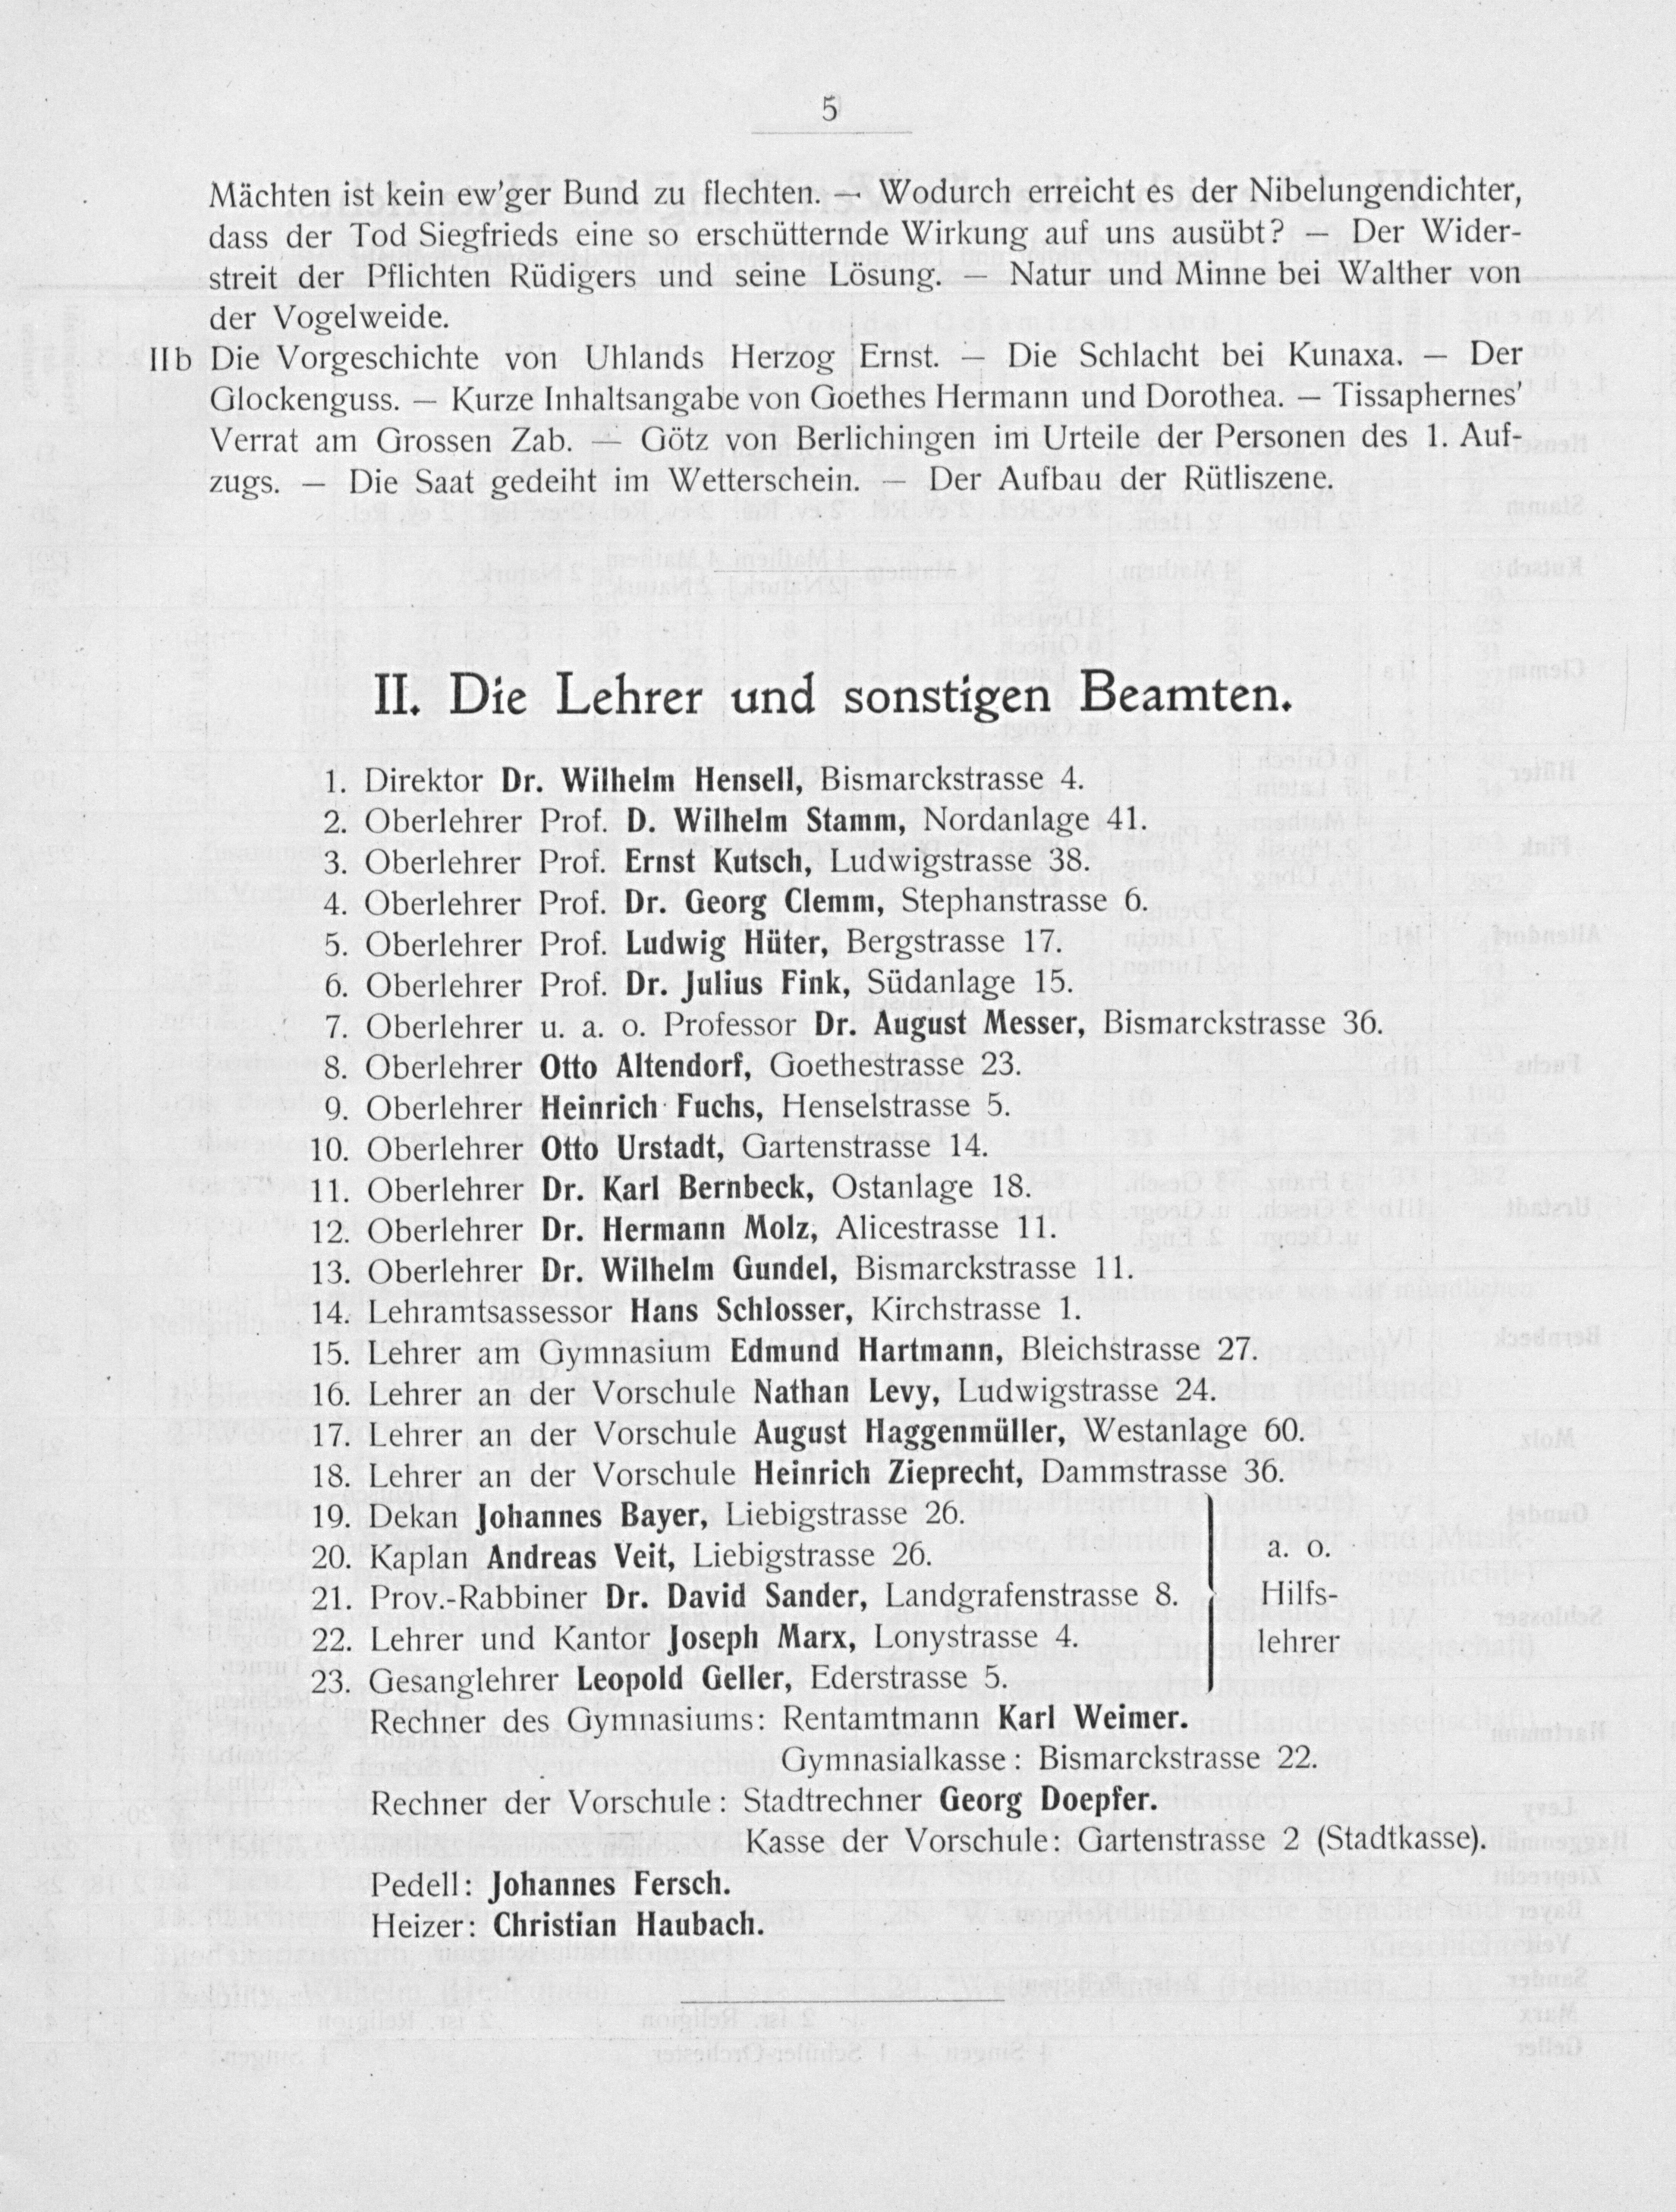 5
Mächten ist kein ew'ger Bund zu flechten. — Wodurch erreicht es der Nibelungendichter,
dass der Tod Siegfrieds eine so erschütternde Wirkung auf uns ausübt? — Der Wider-
streit der Pflichten Rüdigers und seine Lösung. — Natur und Minne bei Walther von
der Vogelweide.
IIb Die Vorgeschichte von Uhlands Herzog Ernst. — Die Schlacht bei Kunaxa. — Der
Glockenguss. — Kurze Inhaltsangabe von Goethes Hermann und Dorothea. — Tissaphernes'
Verrat am Grossen Zab. — Götz von Berlichingen im Urteile der Personen des 1. Auf-
zugs. — Die Saat gedeiht im Wetterschein. — Der Aufbau der Rütliszene.
II. Die Lehrer und sonstigen Beamten.
1. Direktor Dr. Wilhelm Hensell, Bismarckstrasse 4.
2. Oberlehrer Prof. D. Wilhelm Stamm, Nordanlage 41.
3. Oberlehrer Prof. Ernst Kutsch, Ludwigstrasse 38.
4. Oberlehrer Prof. Dr. Georg Clemm, Stephanstrasse 6.
5. Oberlehrer Prof. Ludwig Hüter, Bergstrasse 17.
6. Oberlehrer Prof. Dr. Julius Fink, Südanlage 15.
7. Oberlehrer u. a. o. Professor Dr. August Messer, Bismarckstrasse 36.
8. Oberlehrer Otto Altendorf, Goethestrasse 23.
9. Oberlehrer Heinrich Fuchs, Henselstrasse 5.
10. Oberlehrer Otto Urstadt, Gartenstrasse 14.
11. Oberlehrer Dr. Karl Bernbeck, Ostanlage 18.
12. Oberlehrer Dr. Hermann Molz, Alicestrasse 11.
13. Oberlehrer Dr. Wilhelm Gundel, Bismarckstrasse 11.
14. Lehramtsassessor Hans Schlosser, Kirchstrasse 1.
15. Lehrer am Gymnasium Edmund Hartmann, Bleichstrasse 27.
16. Lehrer an der Vorschule Nathan Levy, Ludwigstrasse 24.
17. Lehrer an der Vorschule August Haggenmüller, Westanlage 60.
18. Lehrer an der Vorschule Heinrich Zieprecht, Dammstrasse 36.
19. Dekan Johannes Bayer, Liebigstrasse 26.
20. Kaplan Andreas Veit, Liebigstrasse 26.
21. Prov.-Rabbiner Dr. David Sander, Landgrafenstrasse 8.
22. Lehrer und Kantor Joseph Marx, Lonystrasse 4.
23. Gesanglehrer Leopold Geller, Ederstrasse 5.
a. o.
Hilfs-
lehrer
Rechner des Gymnasiums: Rentamtmann Karl Weimer.
Gymnasialkasse: Bismarckstrasse 22.
Rechner der Vorschule: Stadtrechner Georg Doepfer.
Kasse der Vorschule: Gartenstrasse 2 (Stadtkasse).
Pedell: Johannes Fersch.
Heizer: Christian Haubach.